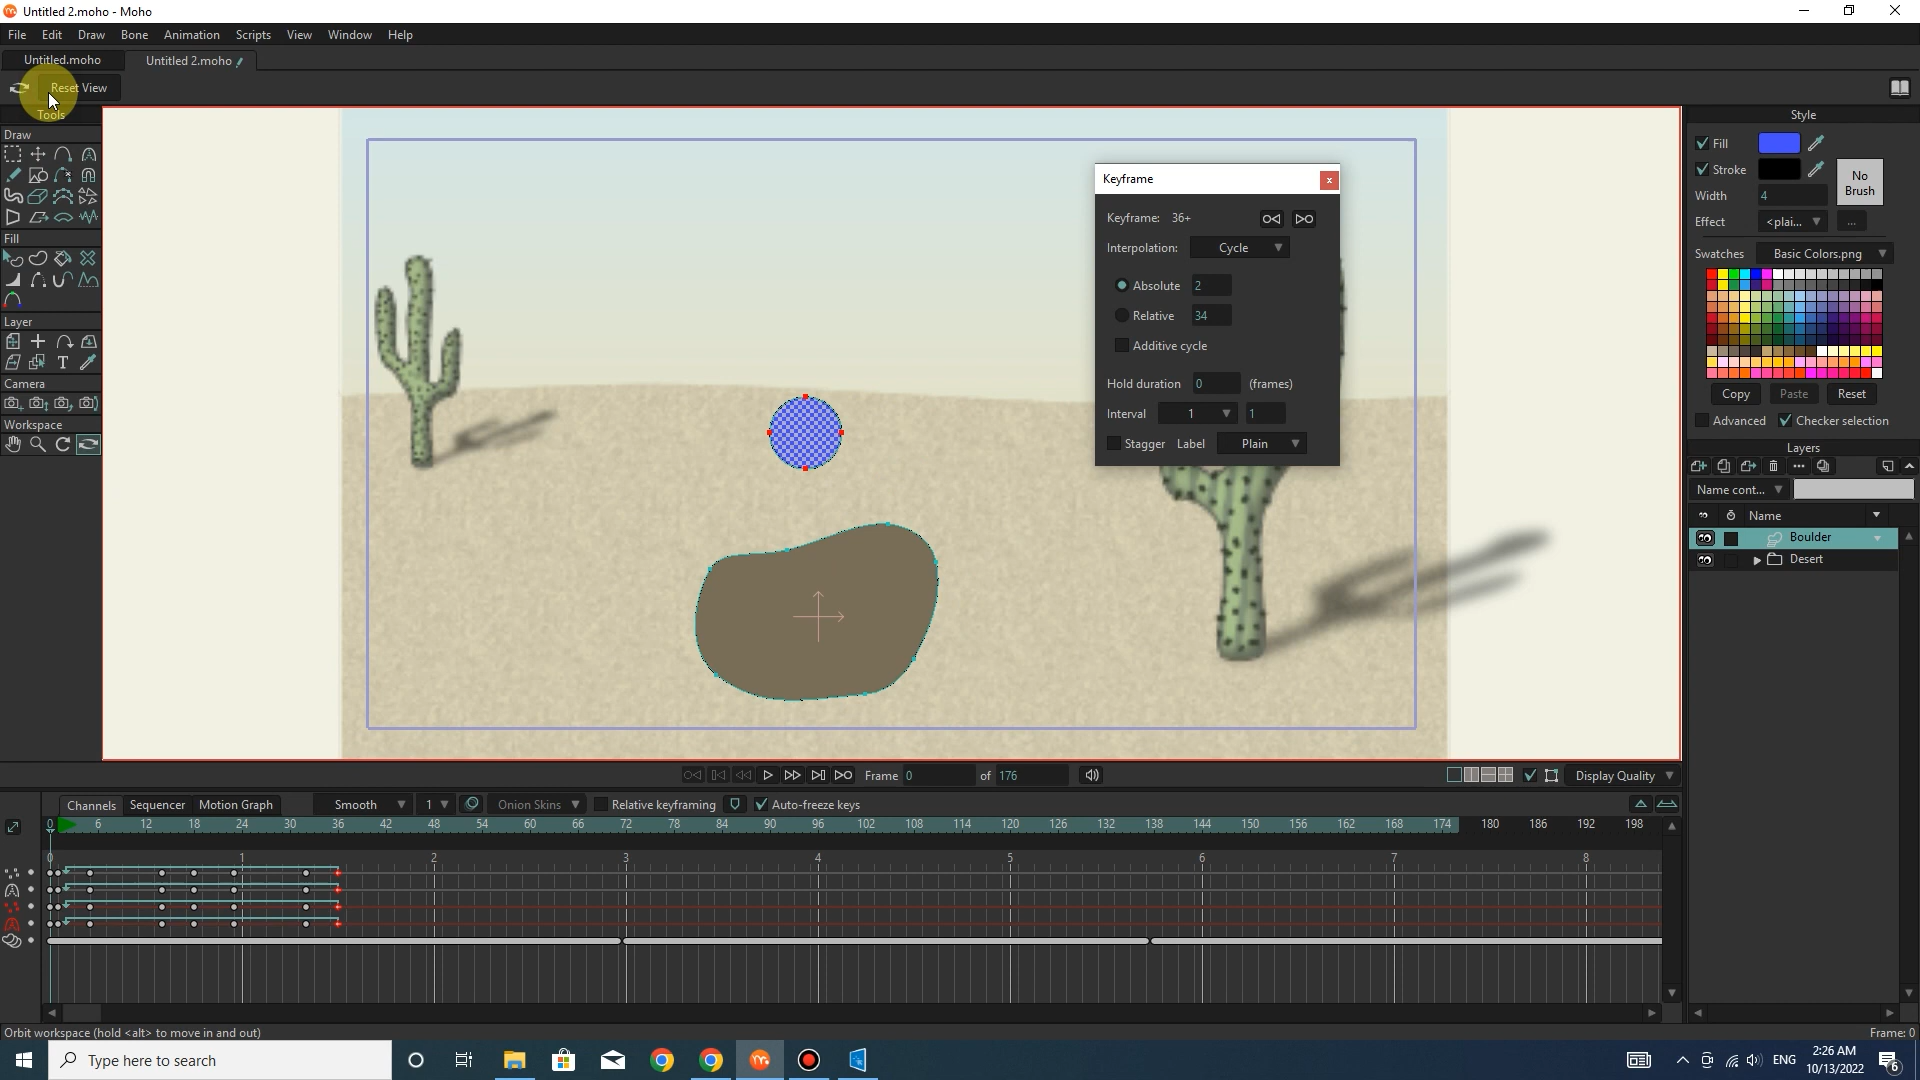 Untitled 2.moho - Moho
File Edit Draw Bone Animation Scripts View Window Help
Untitled.moho Untitled 2.moho
Reset View
Tools
Draw
Fill
Layer
Camera
Workspace
Keyframe
Keyframe: 36+
Interpolation: Cycle
Absolute 2
Relative 34
Additive cycle
Hold duration 0 (frames)
Interval 1 1
Stagger Label Plain
Style
Fill
Stroke
No Brush
Width 4
Effect <plai... ...
Swatches Basic Colors.png
Copy Paste Reset
Advanced Checker selection
Layers
Name cont...
Name
Boulder
Desert
Frame 0 of 176
Display Quality
Channels Sequencer Motion Graph Smooth 1 Onion Skins Relative keyframing Auto-freeze keys
0 6 12 18 24 30 36 42 48 54 60 66 72 78 84 90 96 102 108 114 120 126 132 138 144 150 156 162 168 174 180 186 192 198
0 1 2 3 4 5 6 7 8
Orbit workspace (hold <alt> to move in and out) Frame: 0
Type here to search
ENG
2:26 AM
10/13/2022
6